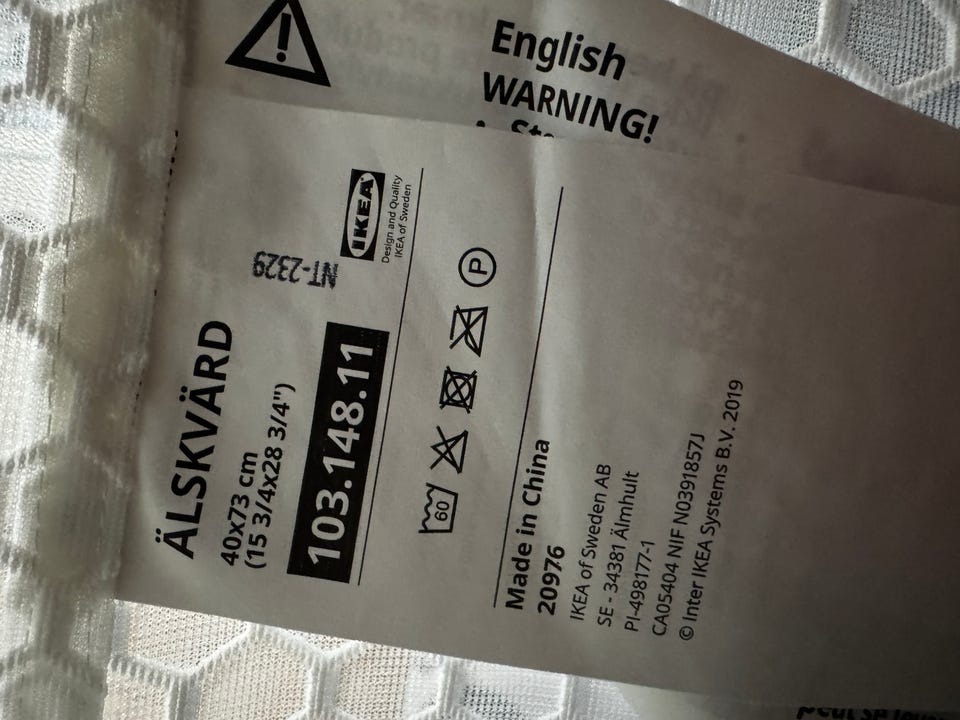 English
WARNING!
ÄLSKVÄRD
40x73 cm
(15 3/4x28 3/4")
103.148.11
NT-2329
IKEA
Design and Quality
IKEA of Sweden
60
P
Made in China
20976
IKEA of Sweden AB
SE - 34381 Älmhult
PI-498177-1
CA05404 NIF N0391857J
© Inter IKEA Systems B.V. 2019